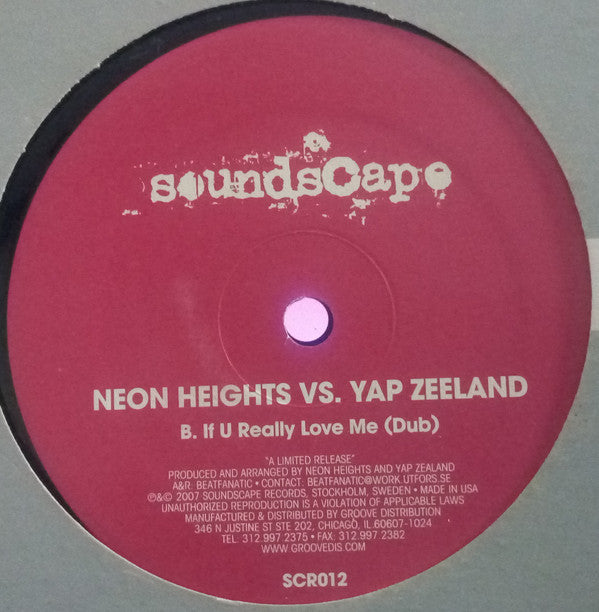 soundscape
NEON HEIGHTS VS. YAP ZEELAND
B. If U Really Love Me (Dub)
"A LIMITED RELEASE"
PRODUCED AND ARRANGED BY NEON HEIGHTS AND YAP ZEALAND
A&R: BEATFANATIC • CONTACT: BEATFANATIC@WORK.UTFORS.SE
℗&© 2007 SOUNDSCAPE RECORDS, STOCKHOLM, SWEDEN • MADE IN USA
UNAUTHORIZED REPRODUCTION IS A VIOLATION OF APPLICABLE LAWS
MANUFACTURED & DISTRIBUTED BY GROOVE DISTRIBUTION
346 N JUSTINE ST STE 202, CHICAGO, IL 60607-1024
TEL: 312.997.2375 • FAX: 312.997.2382
WWW.GROOVEDIS.COM
SCR012